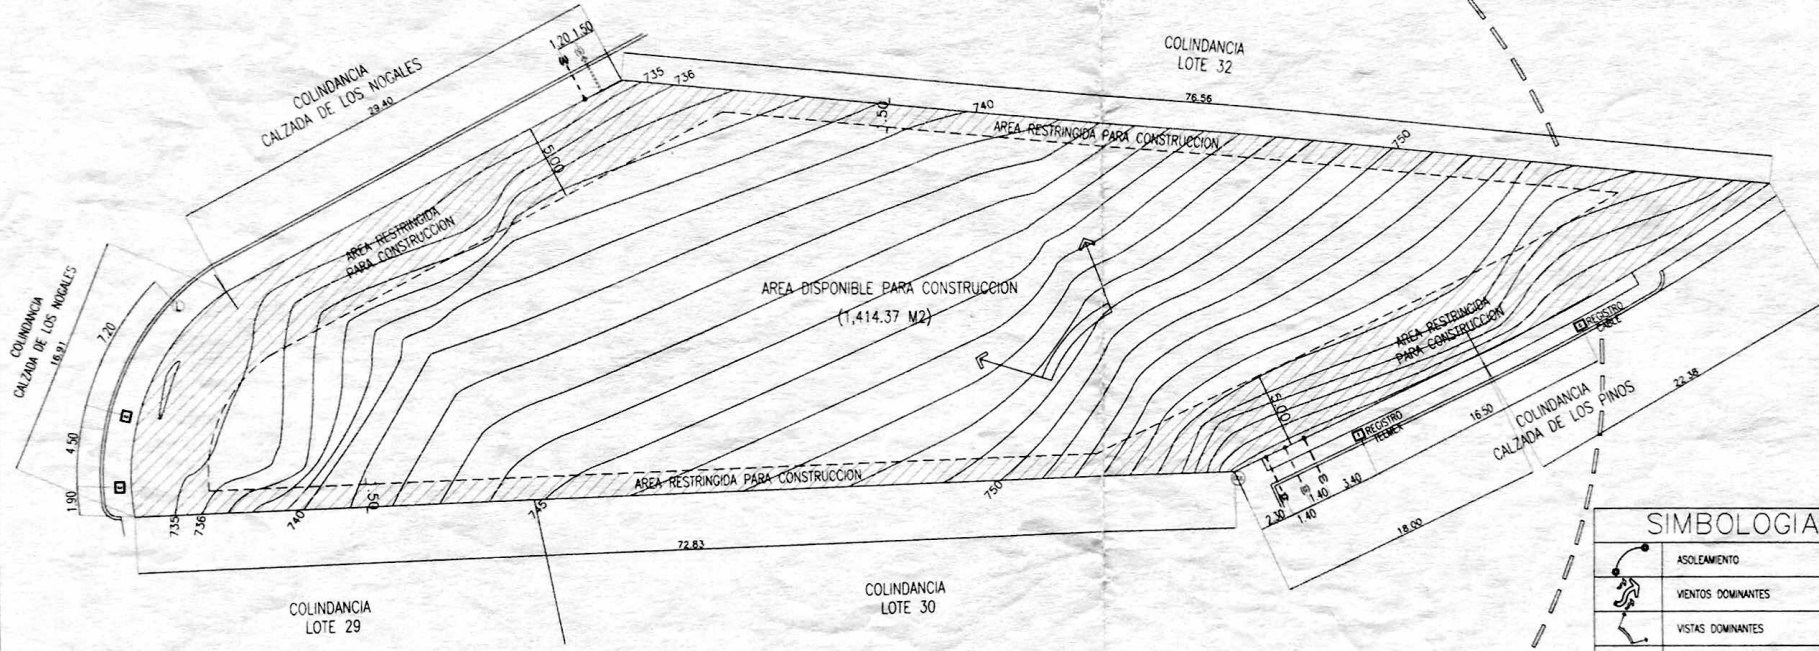 COLINDANCIA
CALZADA DE LOS NOGALES
29.40
1.20 1.50
735 736
COLINDANCIA
LOTE 32
76.56
.50
740
AREA RESTRINGIDA PARA CONSTRUCCION
750
5.00
AREA RESTRINGIDA
PARA CONSTRUCCION
COLINDANCIA
CALZADA DE LOS NOGALES
16.91
7.20
4.50
1.90
AREA DISPONIBLE PARA CONSTRUCCION
(1,414.37 M2)
AREA RESTRINGIDA
PARA CONSTRUCCION
REGISTRO
CABLE
5.00
REGISTRO
TELMEX
16.50
COLINDANCIA
CALZADA DE LOS PINOS
22.38
3.40
1.40
1.40
2.30
18.00
AREA RESTRINGIDA PARA CONSTRUCCION
735
736
740
.50
745
750
72.83
COLINDANCIA
LOTE 29
COLINDANCIA
LOTE 30
SIMBOLOGIA
ASOLEAMIENTO
VIENTOS DOMINANTES
VISTAS DOMINANTES